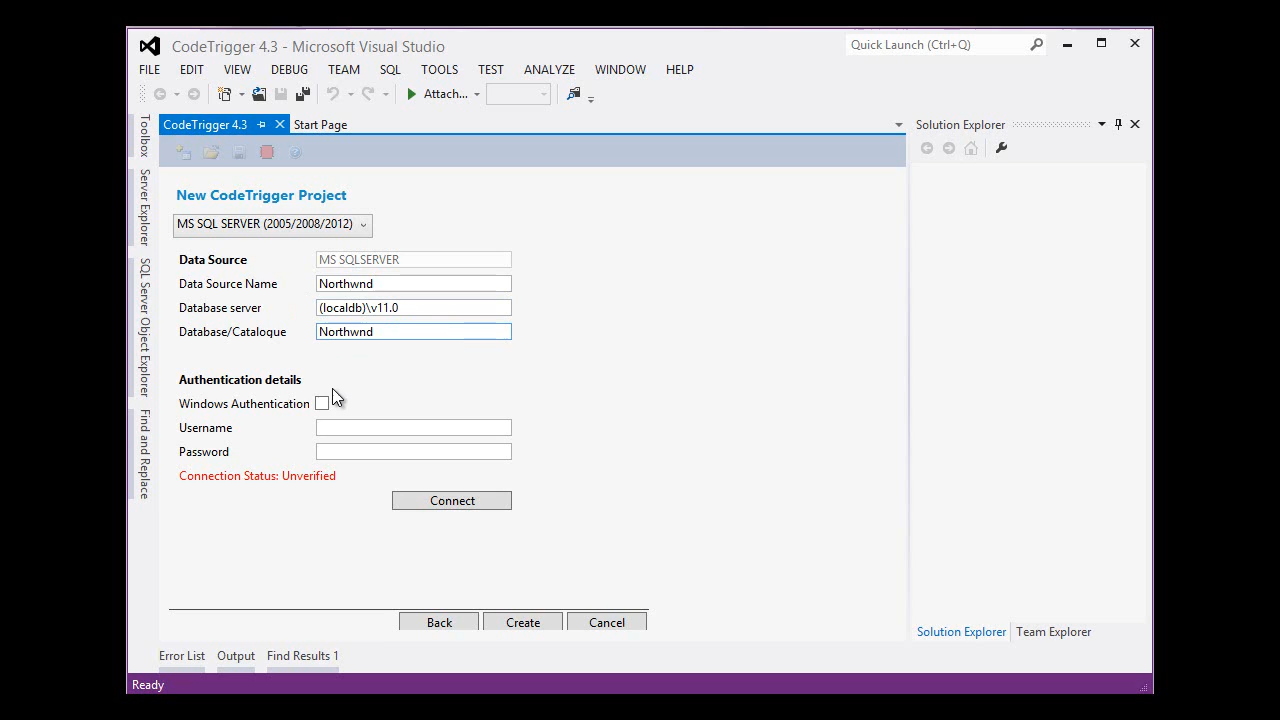 CodeTrigger 4.3 - Microsoft Visual Studio
Quick Launch (Ctrl+Q)
FILE EDIT VIEW DEBUG TEAM SQL TOOLS TEST ANALYZE WINDOW HELP
Attach...
CodeTrigger 4.3
Start Page
Solution Explorer
Toolbox
Server Explorer
SQL Server Object Explorer
Find and Replace
New CodeTrigger Project
MS SQL SERVER (2005/2008/2012)
Data Source MS SQLSERVER
Data Source Name Northwnd
Database server (localdb)\v11.0
Database/Cataloque Northwnd
Authentication details
Windows Authentication
Username
Password
Connection Status: Unverified
Connect
Back Create Cancel
Solution Explorer Team Explorer
Error List Output Find Results 1
Ready